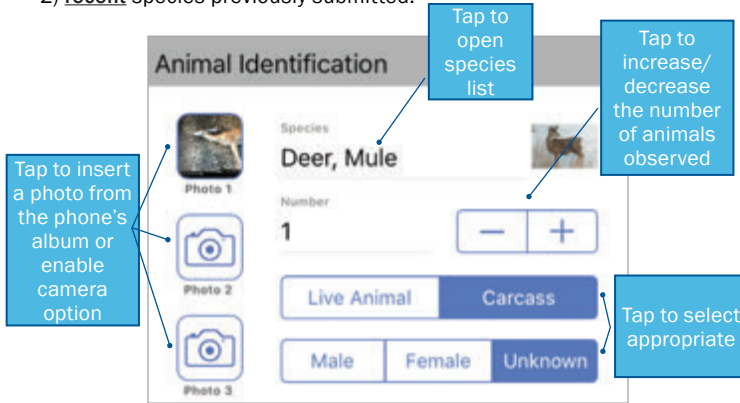 2) recent species previously submitted.
Animal Identification
Tap to
open
species
list
Tap to
increase/
decrease
the number
of animals
observed
Tap to insert
a photo from
the phone's
album or
enable
camera
option
Photo 1
Species
Deer, Mule
Number
1
Photo 2
Live Animal
Carcass
Tap to select
appropriate
Photo 3
Male
Female
Unknown